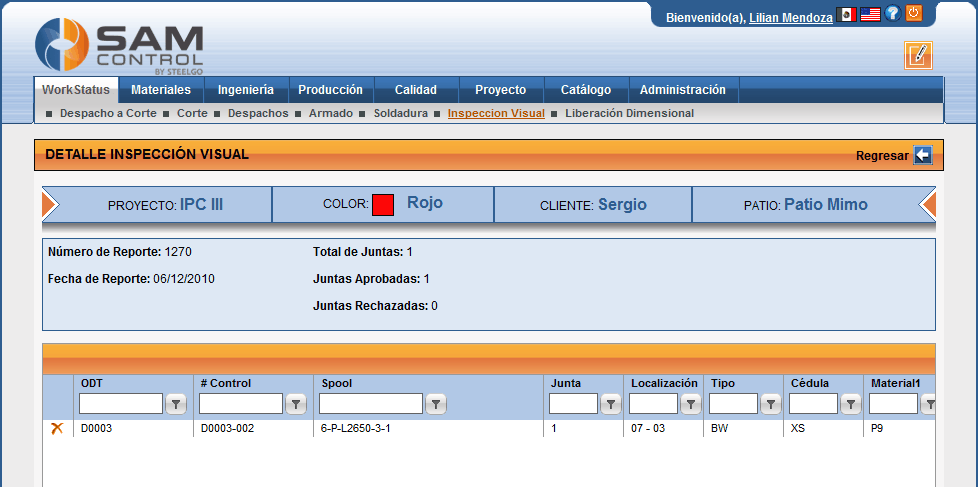 Bienvenido(a), Lilian Mendoza
SAM
CONTROL
BY STEELGO
WorkStatus Materiales Ingeniería Producción Calidad Proyecto Catálogo Administración
Despacho a Corte Corte Despachos Armado Soldadura Inspeccion Visual Liberación Dimensional
DETALLE INSPECCIÓN VISUAL Regresar
PROYECTO: IPC III COLOR: Rojo CLIENTE: Sergio PATIO: Patio Mimo
Número de Reporte: 1270 Total de Juntas: 1
Fecha de Reporte: 06/12/2010 Juntas Aprobadas: 1
Juntas Rechazadas: 0
ODT # Control Spool Junta Localización Tipo Cédula Material1
D0003 D0003-002 6-P-L2650-3-1 1 07 - 03 BW XS P9